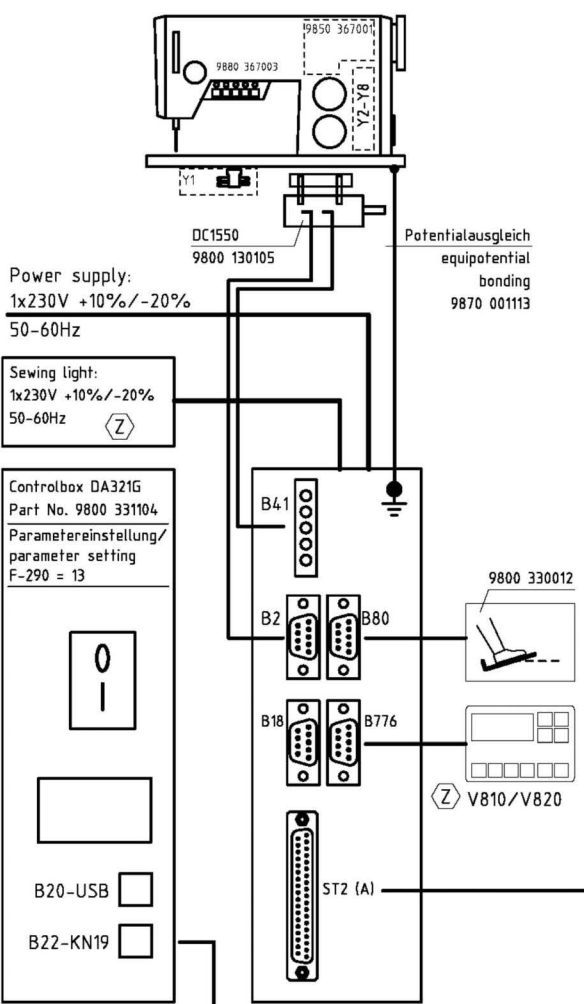 9850 367001
9880 367003
Y2-Y8
Y1
DC1550
9800 130105
Potentialausgleich
equipotential
bonding
9870 001113
Power supply:
1x230V +10%/-20%
50-60Hz
Sewing light:
1x230V +10%/-20%
50-60Hz
Z
Controlbox DA321G
Part No. 9800 331104
Parametereinstellung/
parameter setting
F-290 = 13
0
I
B20-USB
B22-KN19
B41
B2
B80
9800 330012
B18
B776
Z V810/V820
ST2 (A)